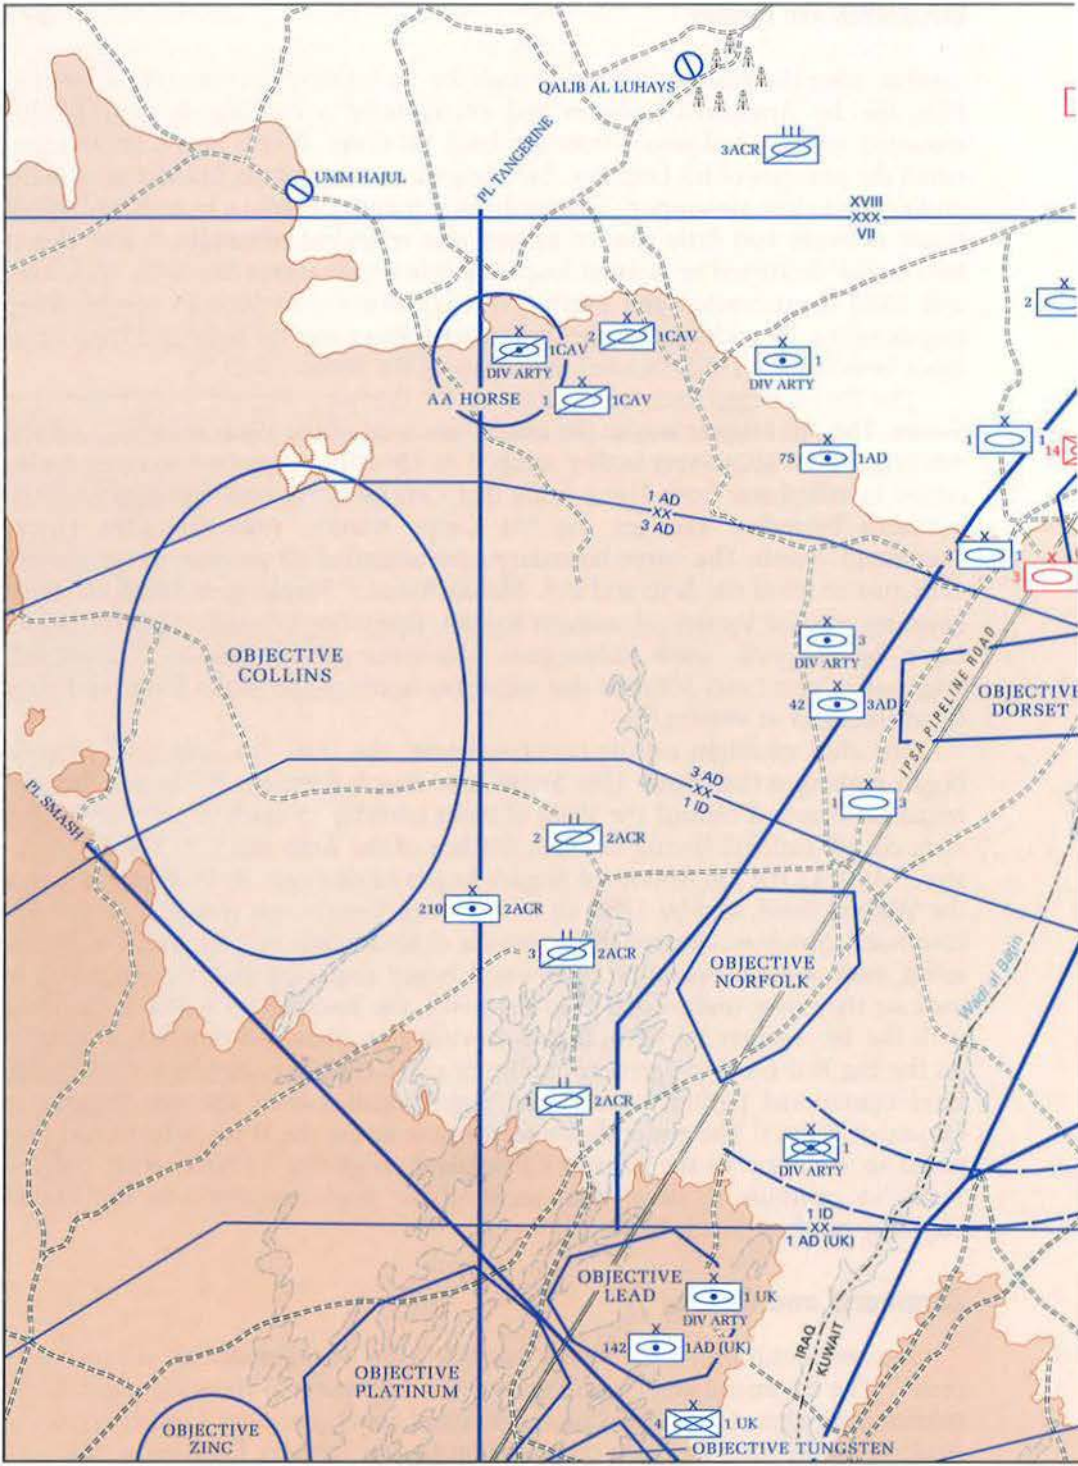 QALIB AL LUHAYS
III
3ACR
UMM HAJUL
PL TANGERINE
XVIII
XXX
VII
X
2
X
1CAV
DIV ARTY
X
2 1CAV
X
1
DIV ARTY
AA HORSE
X
1 1CAV
X
1 1
14
X
75 1AD
1 AD
XX
3 AD
X
3 1
X
3
OBJECTIVE
COLLINS
X
3
DIV ARTY
X
42 3AD
IPSA PIPELINE ROAD
OBJECTIVE
DORSET
PL SMASH
3 AD
XX
1 ID
X
1 3
II
2 2ACR
X
210 2ACR
II
3 2ACR
OBJECTIVE
NORFOLK
Wadi al Batin
II
1 2ACR
X
1
DIV ARTY
1 ID
XX
1 AD (UK)
OBJECTIVE
LEAD
X
1 UK
DIV ARTY
X
142 1AD (UK)
IRAQ
KUWAIT
OBJECTIVE
PLATINUM
X
4 1 UK
OBJECTIVE
ZINC
OBJECTIVE TUNGSTEN